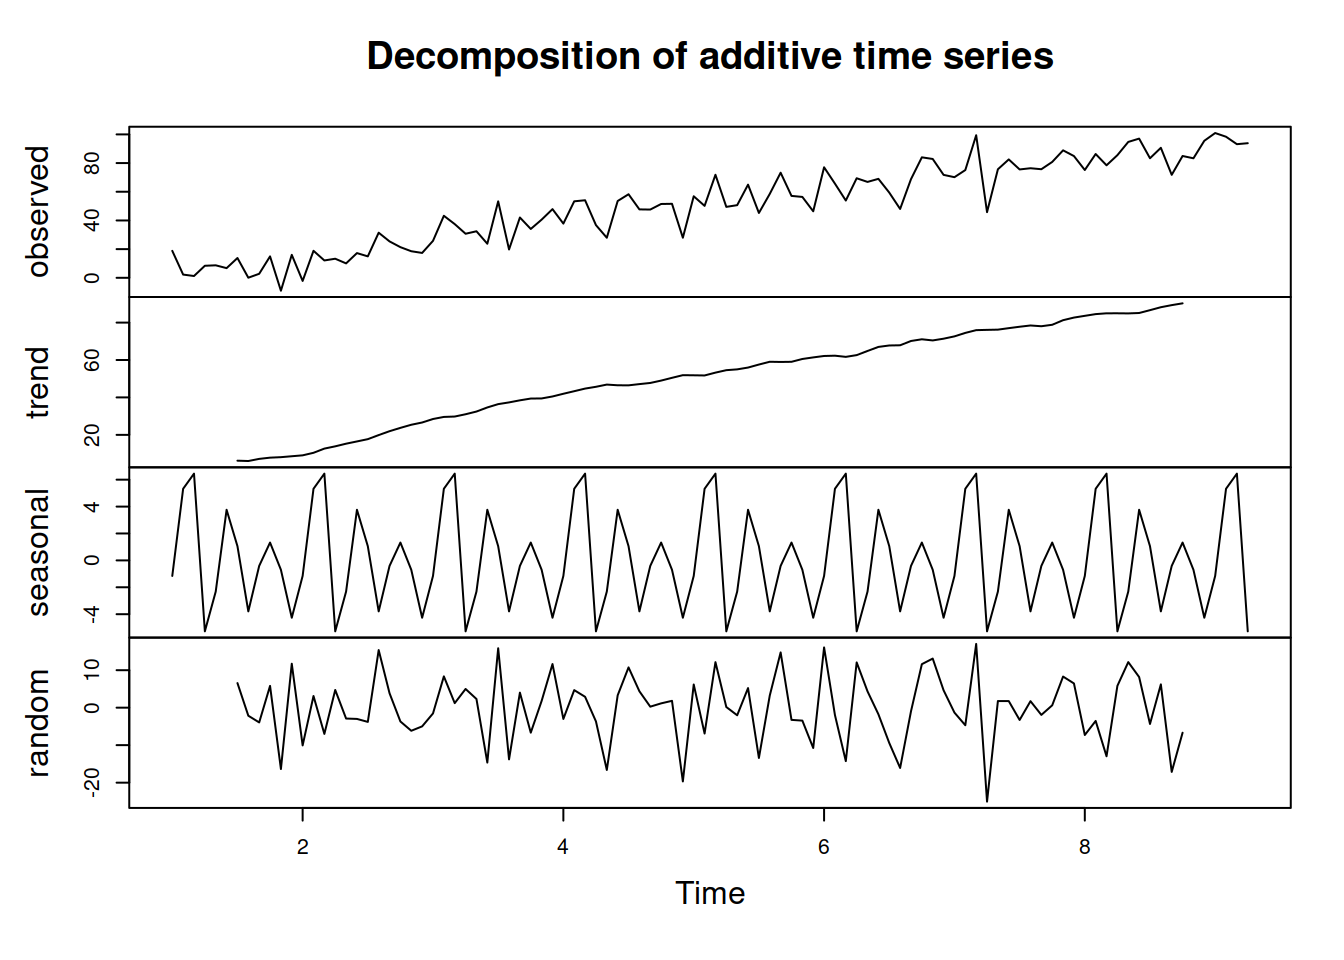 Decomposition of additive time series
observed
0 40 80
trend
20 60
seasonal
-4 0 4
random
-20 0 10
2 4 6 8
Time